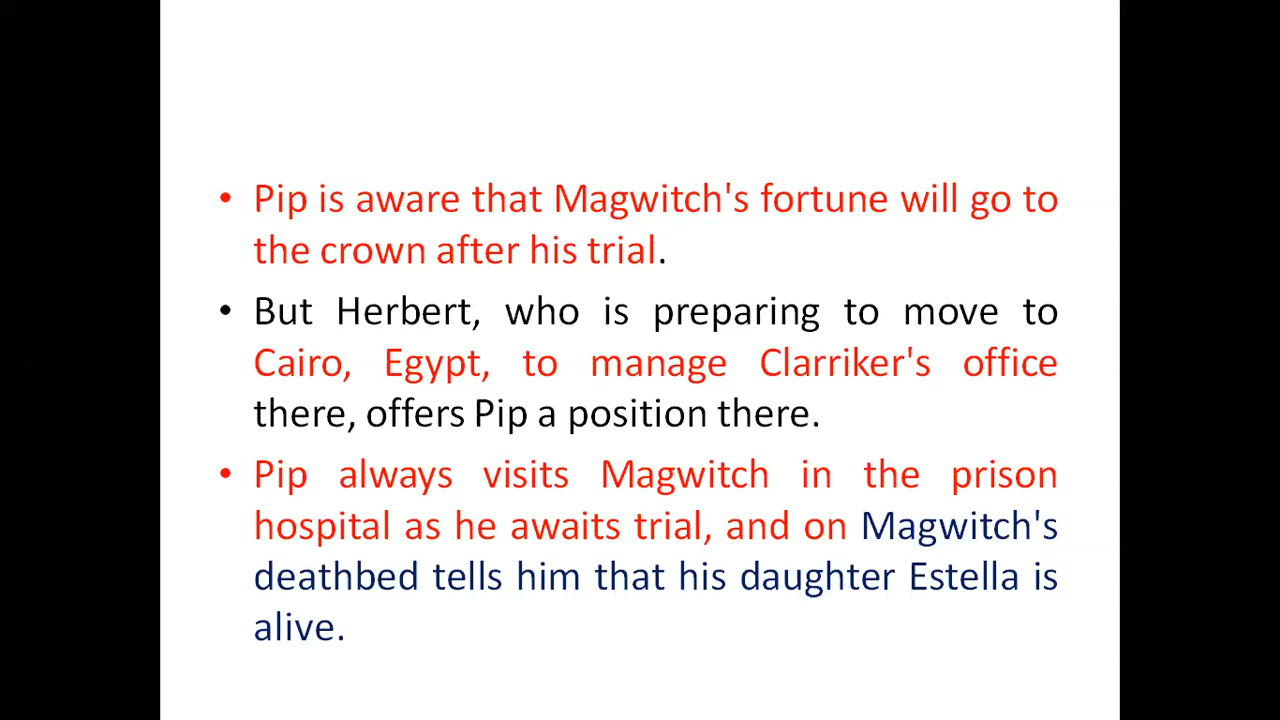 • Pip is aware that Magwitch's fortune will go to
the crown after his trial.
• But Herbert, who is preparing to move to
Cairo, Egypt, to manage Clarriker's office
there, offers Pip a position there.
• Pip always visits Magwitch in the prison
hospital as he awaits trial, and on Magwitch's
deathbed tells him that his daughter Estella is
alive.